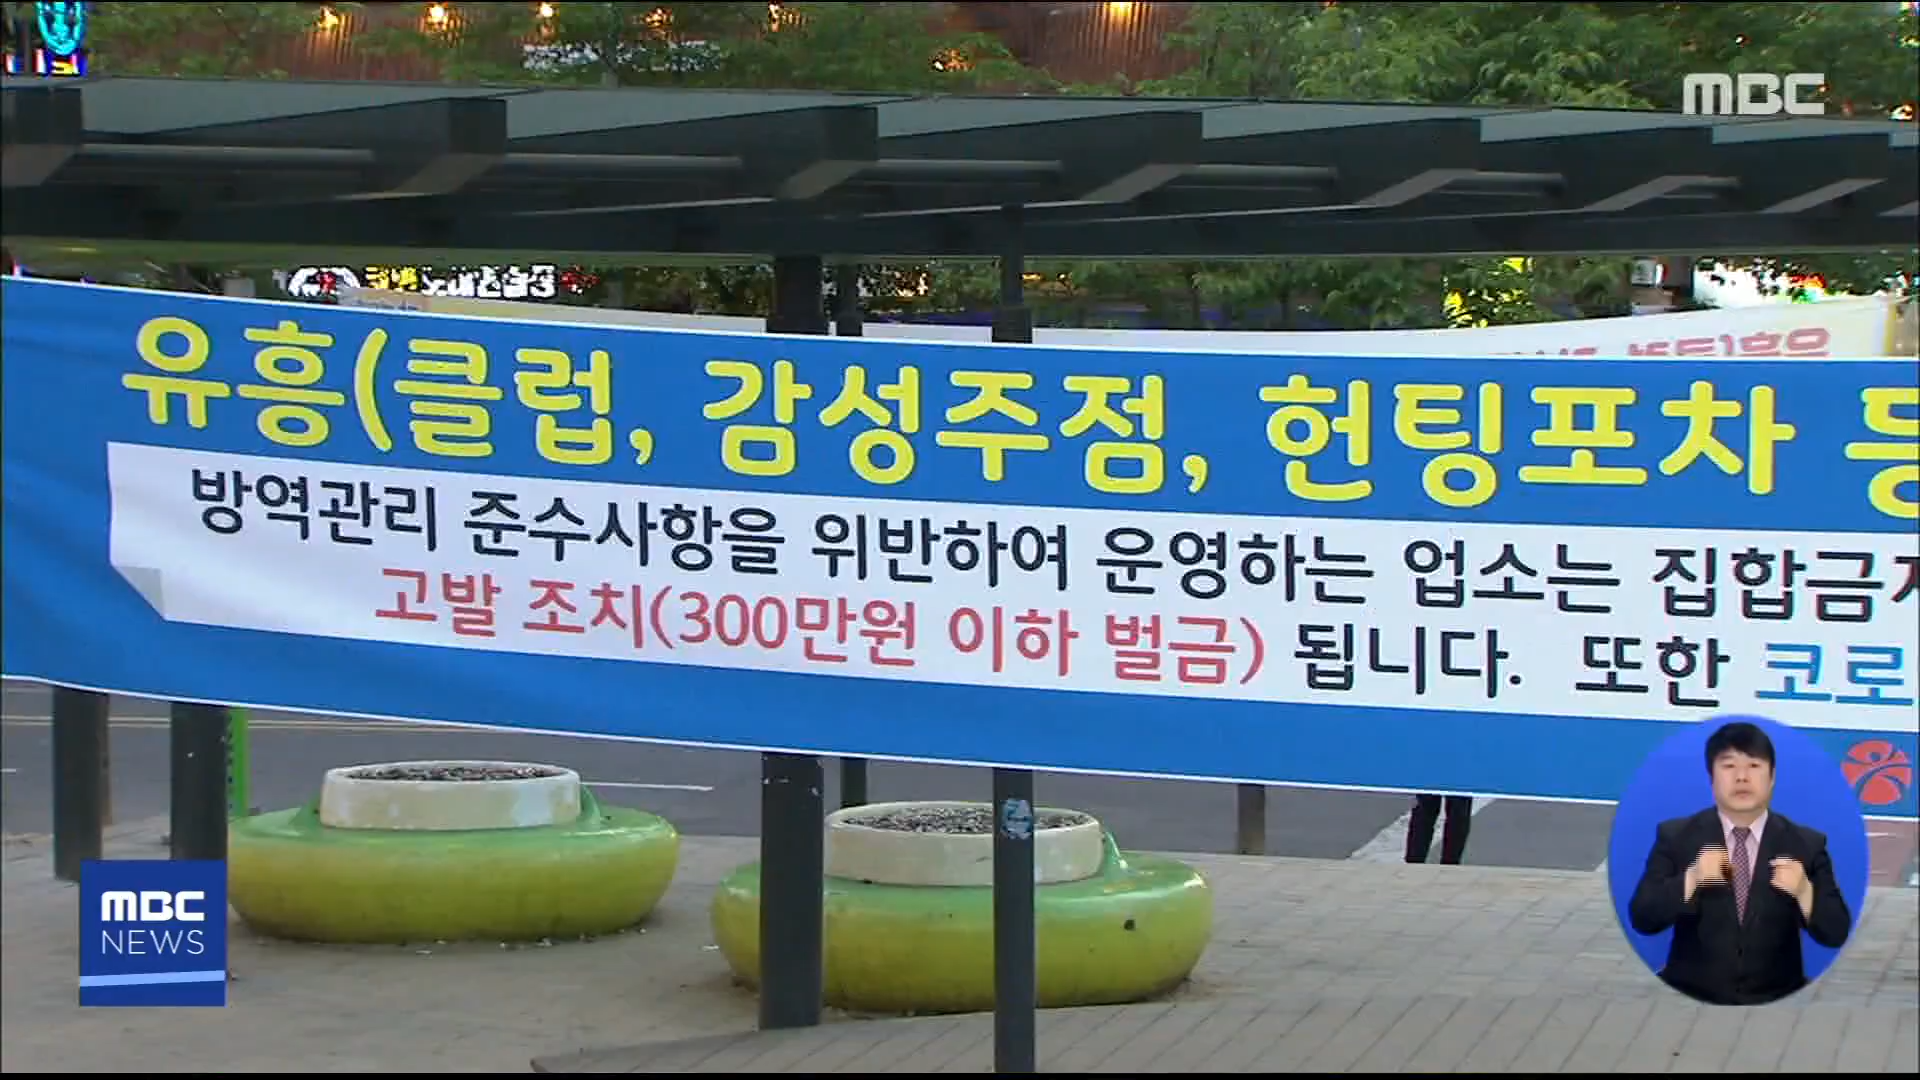 MBC
유흥(클럽, 감성주점, 헌팅포차 등
방역관리 준수사항을 위반하여 운영하는 업소는 집합금지
고발 조치(300만원 이하 벌금) 됩니다. 또한 코로
MBC
NEWS